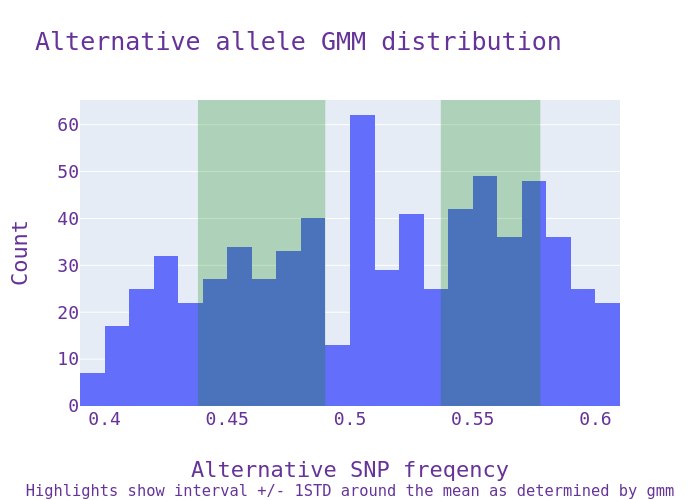 Alternative allele GMM distribution
60
50
40
30
20
10
0
Count
0.4 0.45 0.5 0.55 0.6
Alternative SNP freqency
Highlights show interval +/- 1STD around the mean as determined by gmm